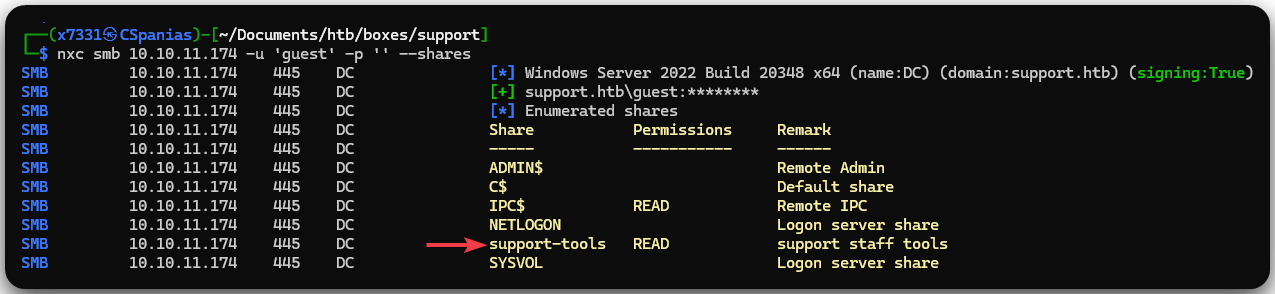 ┌──(x7331㉿CSpanias)-[~/Documents/htb/boxes/support]
└─$ nxc smb 10.10.11.174 -u 'guest' -p '' --shares
SMB 10.10.11.174 445 DC [*] Windows Server 2022 Build 20348 x64 (name:DC) (domain:support.htb) (signing:True)
SMB 10.10.11.174 445 DC [+] support.htb\guest:********
SMB 10.10.11.174 445 DC [*] Enumerated shares
SMB 10.10.11.174 445 DC Share Permissions Remark
SMB 10.10.11.174 445 DC ----- ----------- ------
SMB 10.10.11.174 445 DC ADMIN$ Remote Admin
SMB 10.10.11.174 445 DC C$ Default share
SMB 10.10.11.174 445 DC IPC$ READ Remote IPC
SMB 10.10.11.174 445 DC NETLOGON Logon server share
SMB 10.10.11.174 445 DC support-tools READ support staff tools
SMB 10.10.11.174 445 DC SYSVOL Logon server share